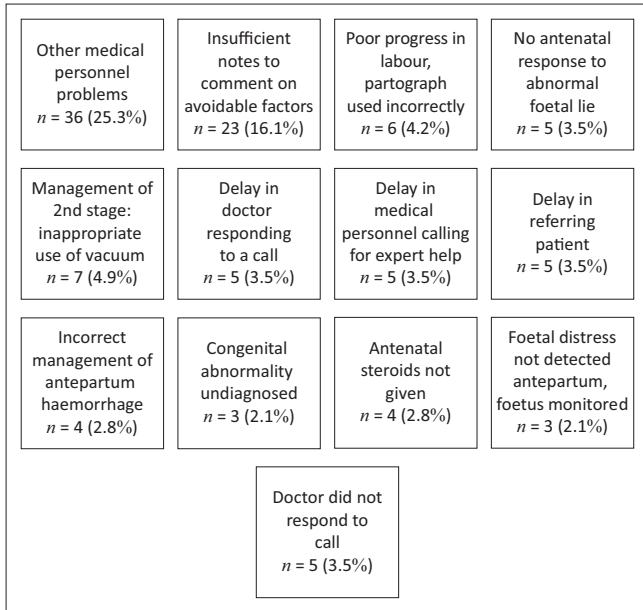 Other medical
personnel
problems
n = 36 (25.3%)
Insufficient
notes to
comment on
avoidable factors
n = 23 (16.1%)
Poor progress in
labour,
partograph
used incorrectly
n = 6 (4.2%)
No antenatal
response to
abnormal
foetal lie
n = 5 (3.5%)
Management of
2nd stage:
inappropriate
use of vacuum
n = 7 (4.9%)
Delay in
doctor
responding
to a call
n = 5 (3.5%)
Delay in
medical
personnel calling
for expert help
n = 5 (3.5%)
Delay in
referring
patient
n = 5 (3.5%)
Incorrect
management of
antepartum
haemorrhage
n = 4 (2.8%)
Congenital
abnormality
undiagnosed
n = 3 (2.1%)
Antenatal
steroids not
given
n = 4 (2.8%)
Foetal distress
not detected
antepartum,
foetus monitored
n = 3 (2.1%)
Doctor did not
respond to
call
n = 5 (3.5%)